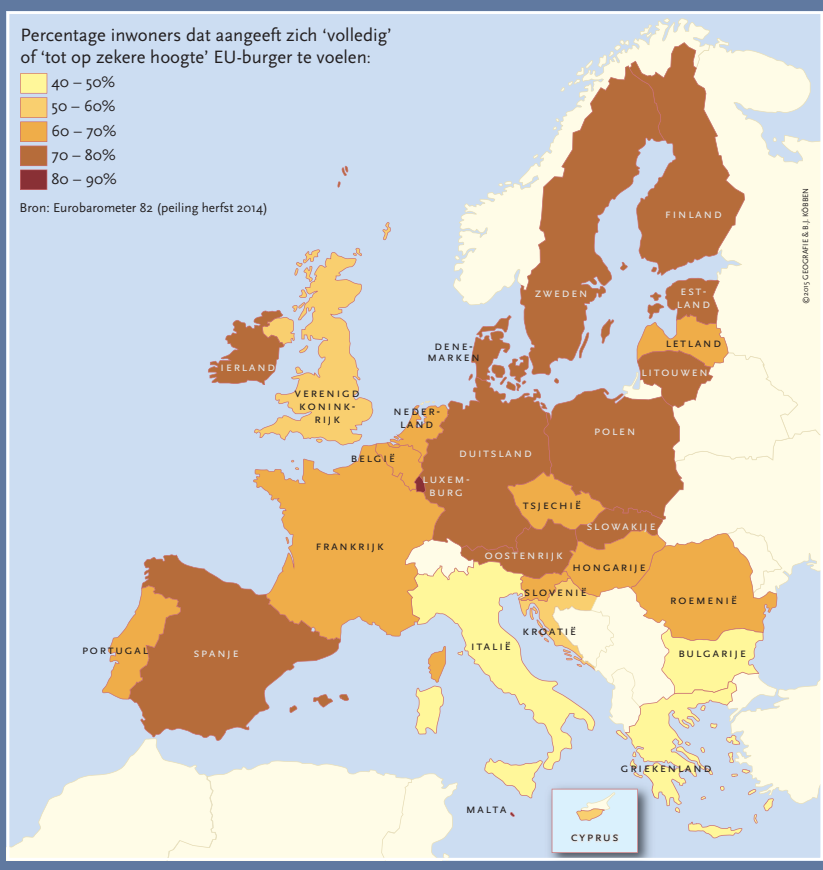 Percentage inwoners dat aangeeft zich ‘volledig’
of ‘tot op zekere hoogte’ EU-burger te voelen:
40 – 50%
50 – 60%
60 – 70%
70 – 80%
80 – 90%
Bron: Eurobarometer 82 (peiling herfst 2014)
©2015 GEOGRAFIE & B.J. KÖBBEN
FINLAND
ZWEDEN
EST-
LAND
LETLAND
LITOUWEN
DENE-
MARKEN
IERLAND
VERENIGD
KONINK-
RIJK
NEDER-
LAND
POLEN
DUITSLAND
BELGIË
LUXEM-
BURG
TSJECHIË
SLOWAKIJE
FRANKRIJK
OOSTENRIJK
HONGARIJE
SLOVENIË
ROEMENIË
KROATIË
ITALIË
PORTUGAL
SPANJE
BULGARIJE
GRIEKENLAND
MALTA
CYPRUS